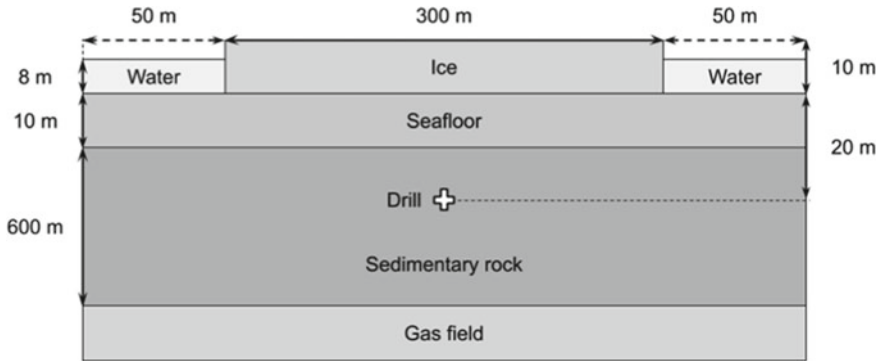 50 m 300 m 50 m
8 m Water Ice Water 10 m
10 m Seafloor
20 m
Drill
600 m
Sedimentary rock
Gas field